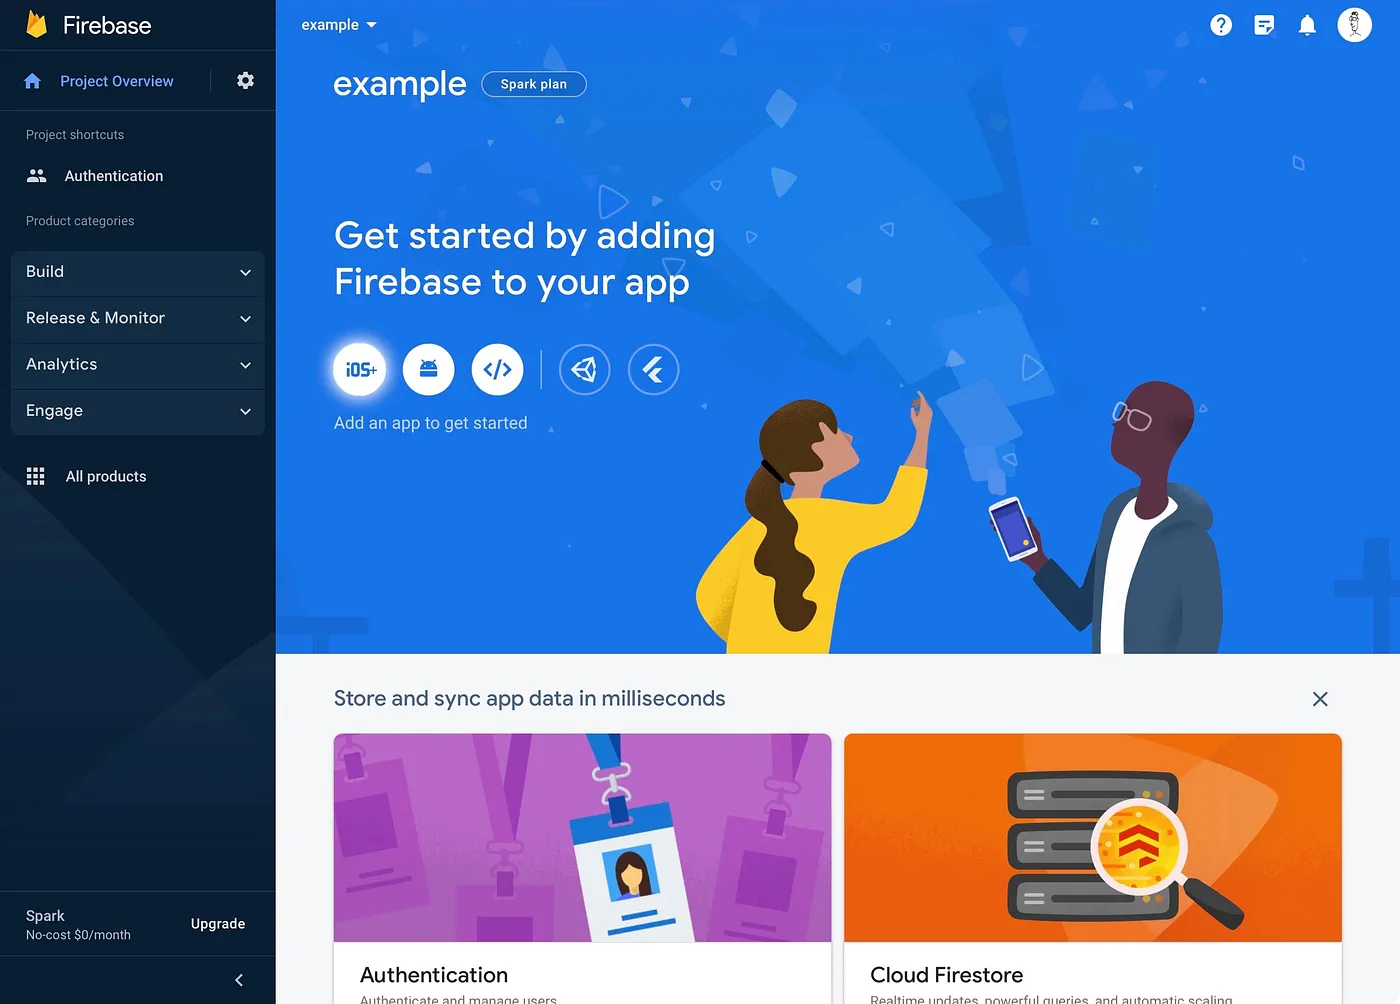 Firebase
Project Overview
Project shortcuts
Authentication
Product categories
Build
Release & Monitor
Analytics
Engage
All products
Spark
No-cost $0/month
Upgrade
example
example
Spark plan
Get started by adding
Firebase to your app
iOS+
Add an app to get started
Store and sync app data in milliseconds
Authentication
Authenticate and manage users
Cloud Firestore
Realtime updates, powerful queries, and automatic scaling